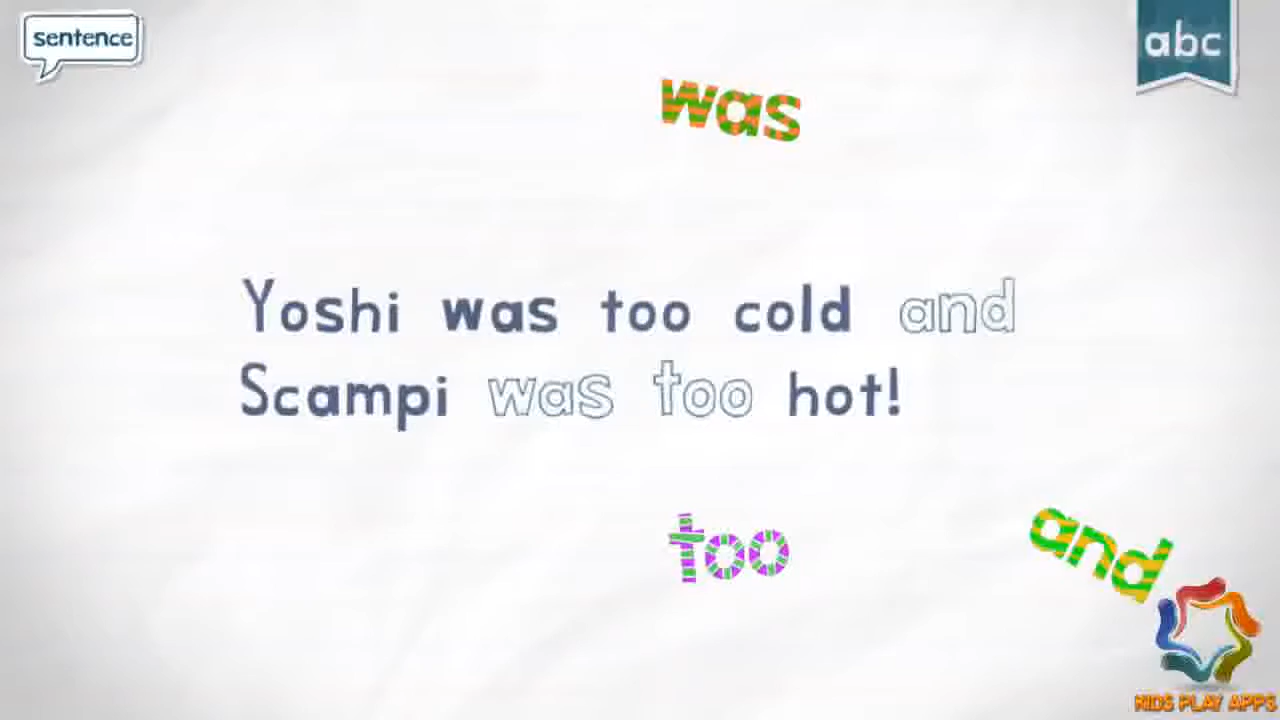 sentence
abc
was
Yoshi was too cold and
Scampi was too hot!
too
and
KIDS PLAY APPS